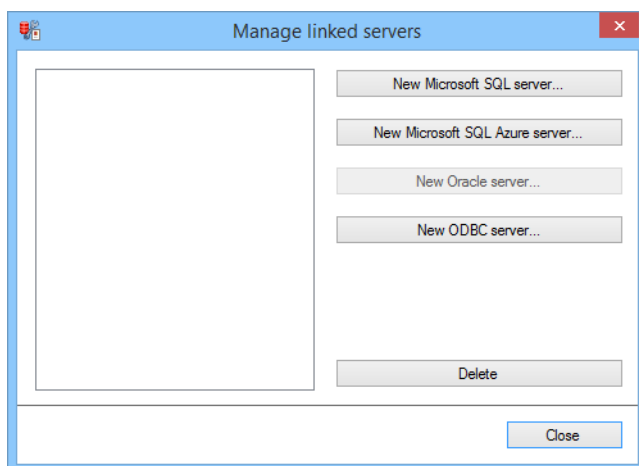 Manage linked servers
New Microsoft SQL server...
New Microsoft SQL Azure server...
New Oracle server...
New ODBC server...
Delete
Close